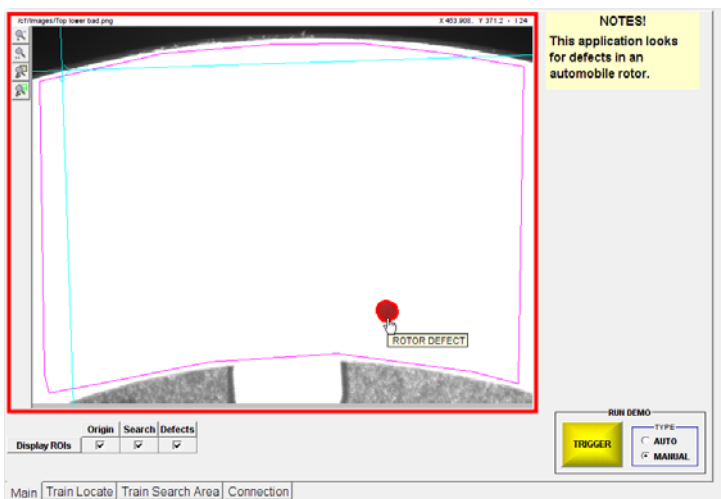 /cf/Images/Top lower bad.png
X 463.908, Y 371.2 - I 24
NOTES!
This application looks
for defects in an
automobile rotor.
ROTOR DEFECT
Origin Search Defects
Display ROIs
RUN DEMO
TRIGGER
TYPE
AUTO
MANUAL
Main Train Locate Train Search Area Connection